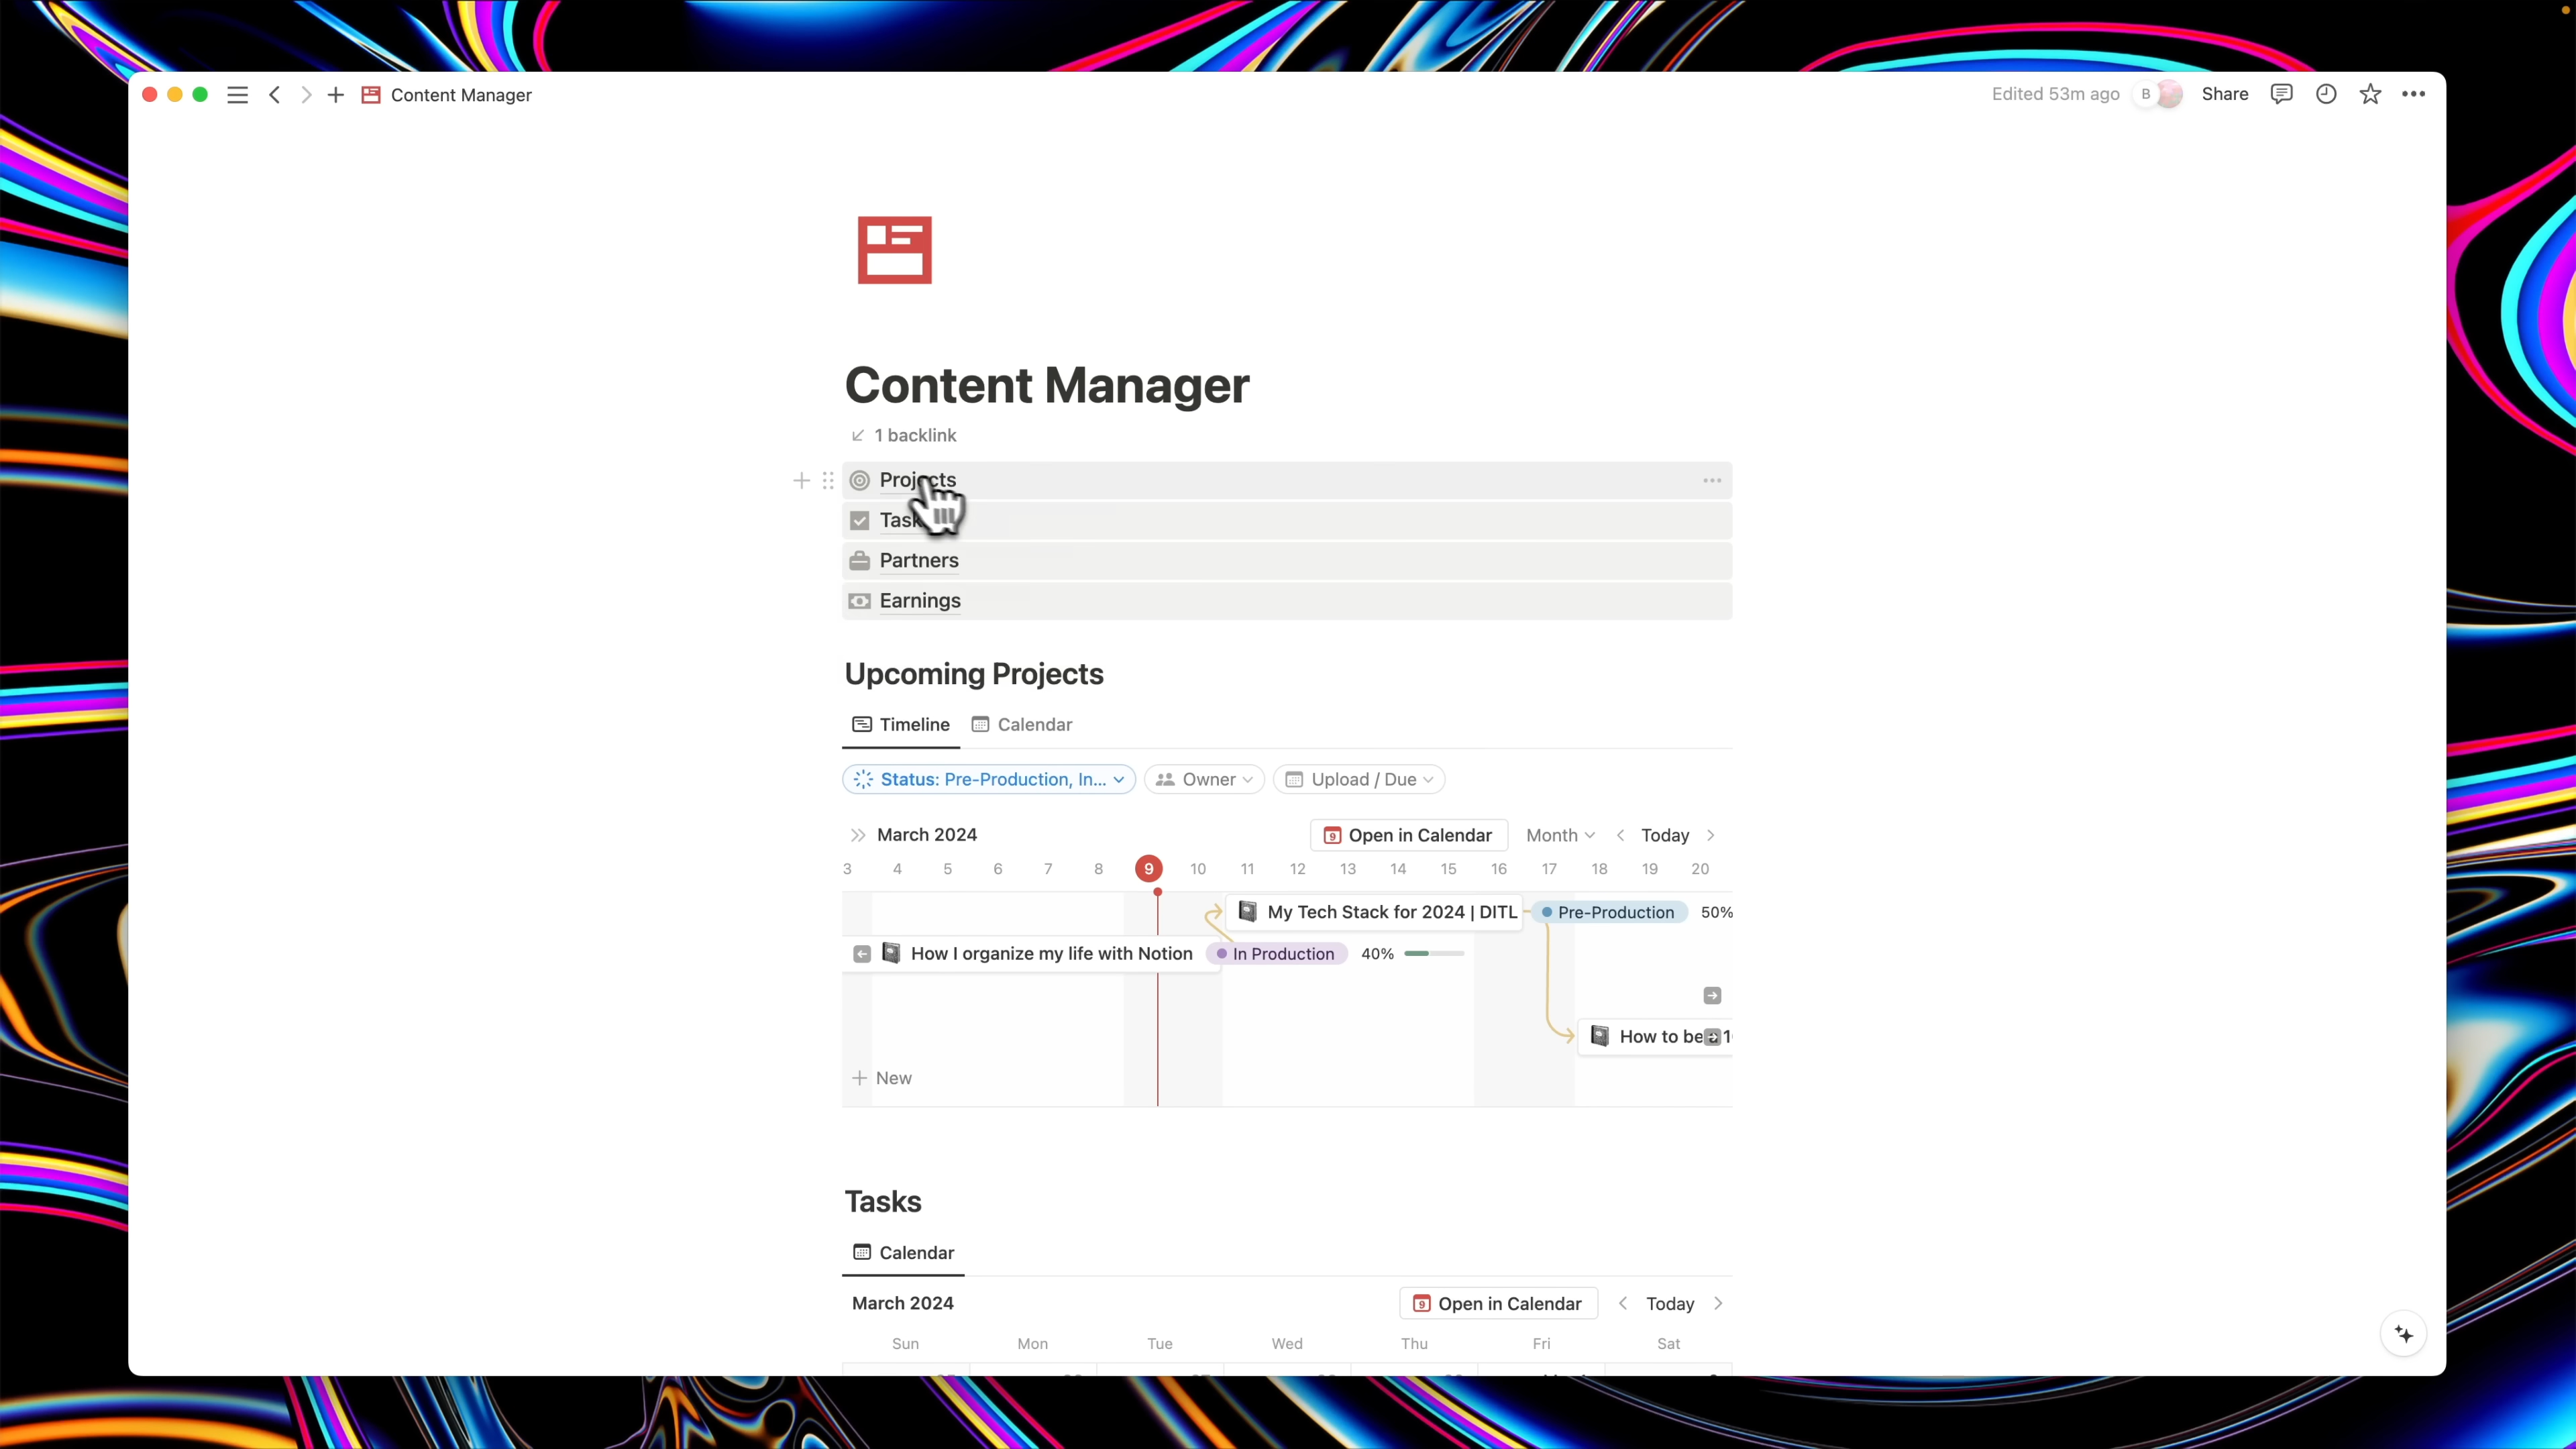 Content Manager
Edited 53m ago B Share
Content Manager
1 backlink
Projects
Task
Partners
Earnings
Upcoming Projects
Timeline Calendar
Status: Pre-Production, In... Owner Upload / Due
March 2024 9 Open in Calendar Month Today
3 4 5 6 7 8 9 10 11 12 13 14 15 16 17 18 19 20
My Tech Stack for 2024 | DITL Pre-Production 50%
How I organize my life with Notion In Production 40%
How to be
New
Tasks
Calendar
March 2024 9 Open in Calendar Today
Sun Mon Tue Wed Thu Fri Sat